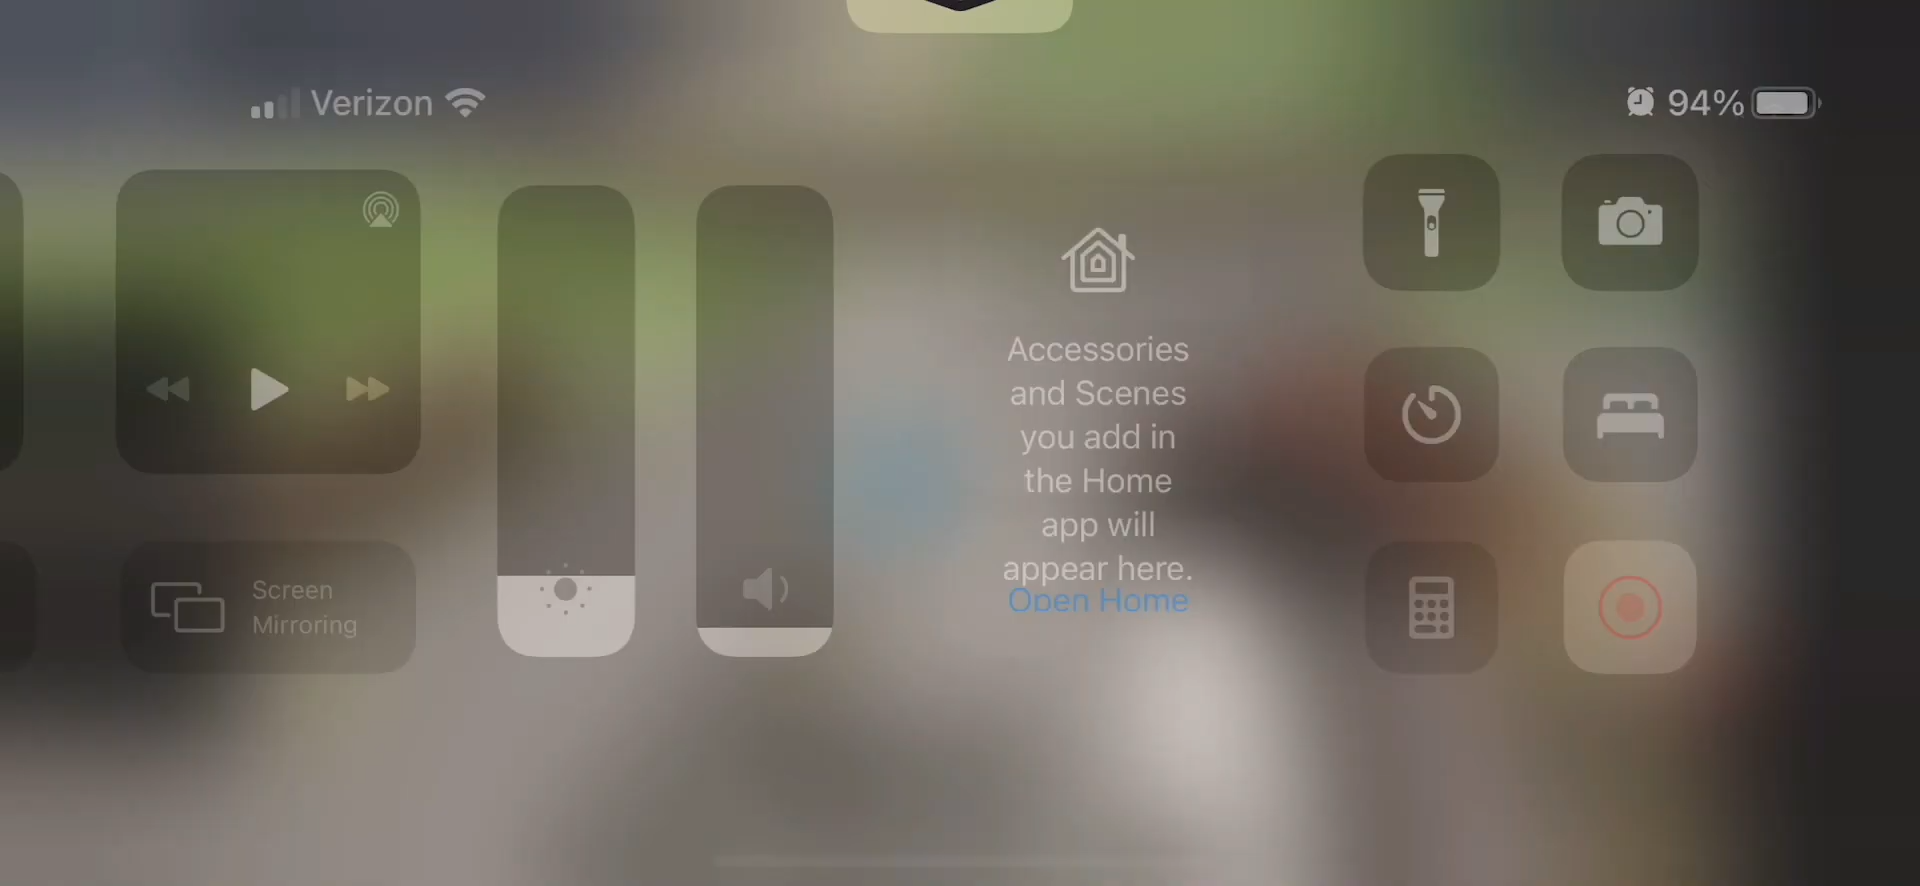 Verizon
94%
Accessories
and Scenes
you add in
the Home
app will
appear here.
Open Home
Screen
Mirroring